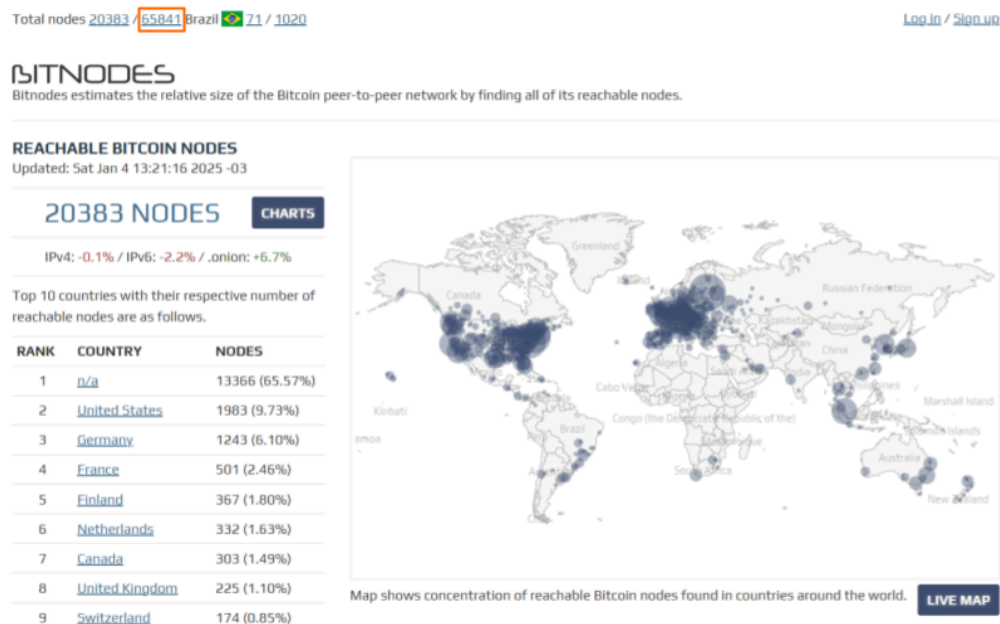 Total nodes 20383 / 65841 Brazil 71 / 1020
Log in / Sign up
BITNODES
Bitnodes estimates the relative size of the Bitcoin peer-to-peer network by finding all of its reachable nodes.
REACHABLE BITCOIN NODES
Updated: Sat Jan 4 13:21:16 2025 -03
20383 NODES
CHARTS
IPv4: -0.1% / IPv6: -2.2% / .onion: +6.7%
Top 10 countries with their respective number of
reachable nodes are as follows.
RANK COUNTRY NODES
1 n/a 13366 (65.57%)
2 United States 1983 (9.73%)
3 Germany 1243 (6.10%)
4 France 501 (2.46%)
5 Finland 367 (1.80%)
6 Netherlands 332 (1.63%)
7 Canada 303 (1.49%)
8 United Kingdom 225 (1.10%)
9 Switzerland 174 (0.85%)
Greenland
Canada
Russian Federation
Mongolia
China
Algeria
Cabo
Kiribati
Marshall Island
Congo (the Democratic Republic of the)
Brazil
amoa
Islands
Australia
South Africa
New Zealand
Map shows concentration of reachable Bitcoin nodes found in countries around the world.
LIVE MAP